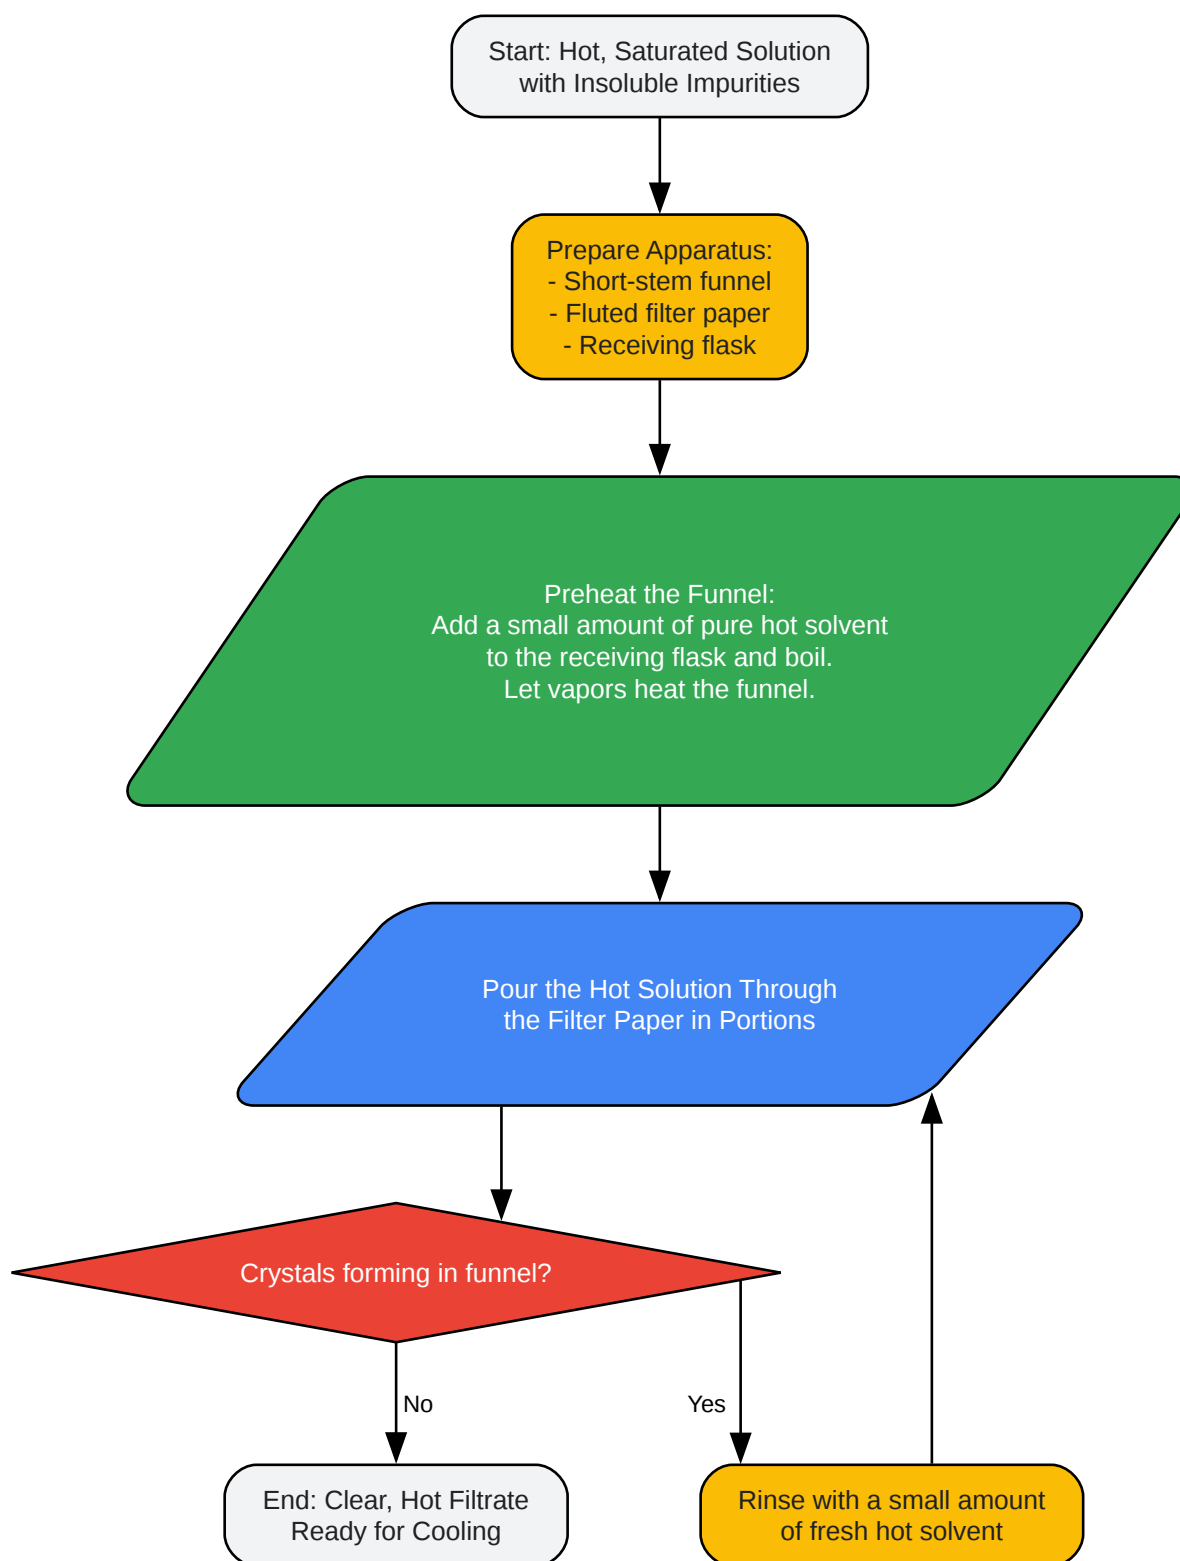 Start: Hot, Saturated Solution
with Insoluble Impurities
Prepare Apparatus:
- Short-stem funnel
- Fluted filter paper
- Receiving flask
Preheat the Funnel:
Add a small amount of pure hot solvent
to the receiving flask and boil.
Let vapors heat the funnel.
Pour the Hot Solution Through
the Filter Paper in Portions
Crystals forming in funnel?
No
Yes
End: Clear, Hot Filtrate
Ready for Cooling
Rinse with a small amount
of fresh hot solvent